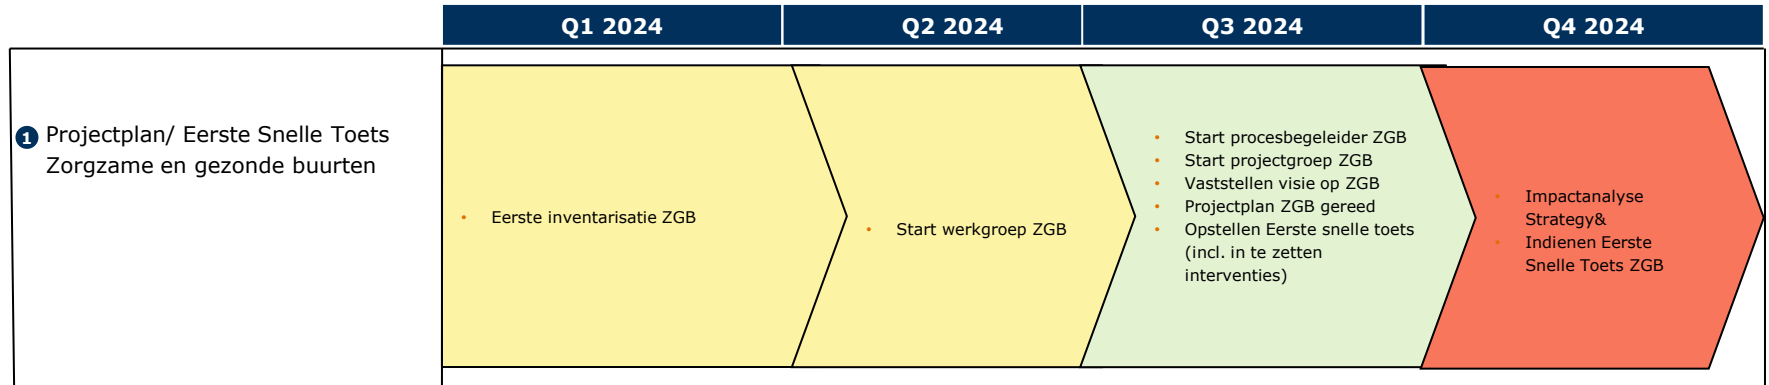 Q1 2024
Q2 2024
Q3 2024
Q4 2024
1 Projectplan/ Eerste Snelle Toets
Zorgzame en gezonde buurten
• Eerste inventarisatie ZGB
• Start werkgroep ZGB
• Start procesbegeleider ZGB
• Start projectgroep ZGB
• Vaststellen visie op ZGB
• Projectplan ZGB gereed
• Opstellen Eerste snelle toets
(incl. in te zetten
interventies)
• Impactanalyse
Strategy&
• Indienen Eerste
Snelle Toets ZGB